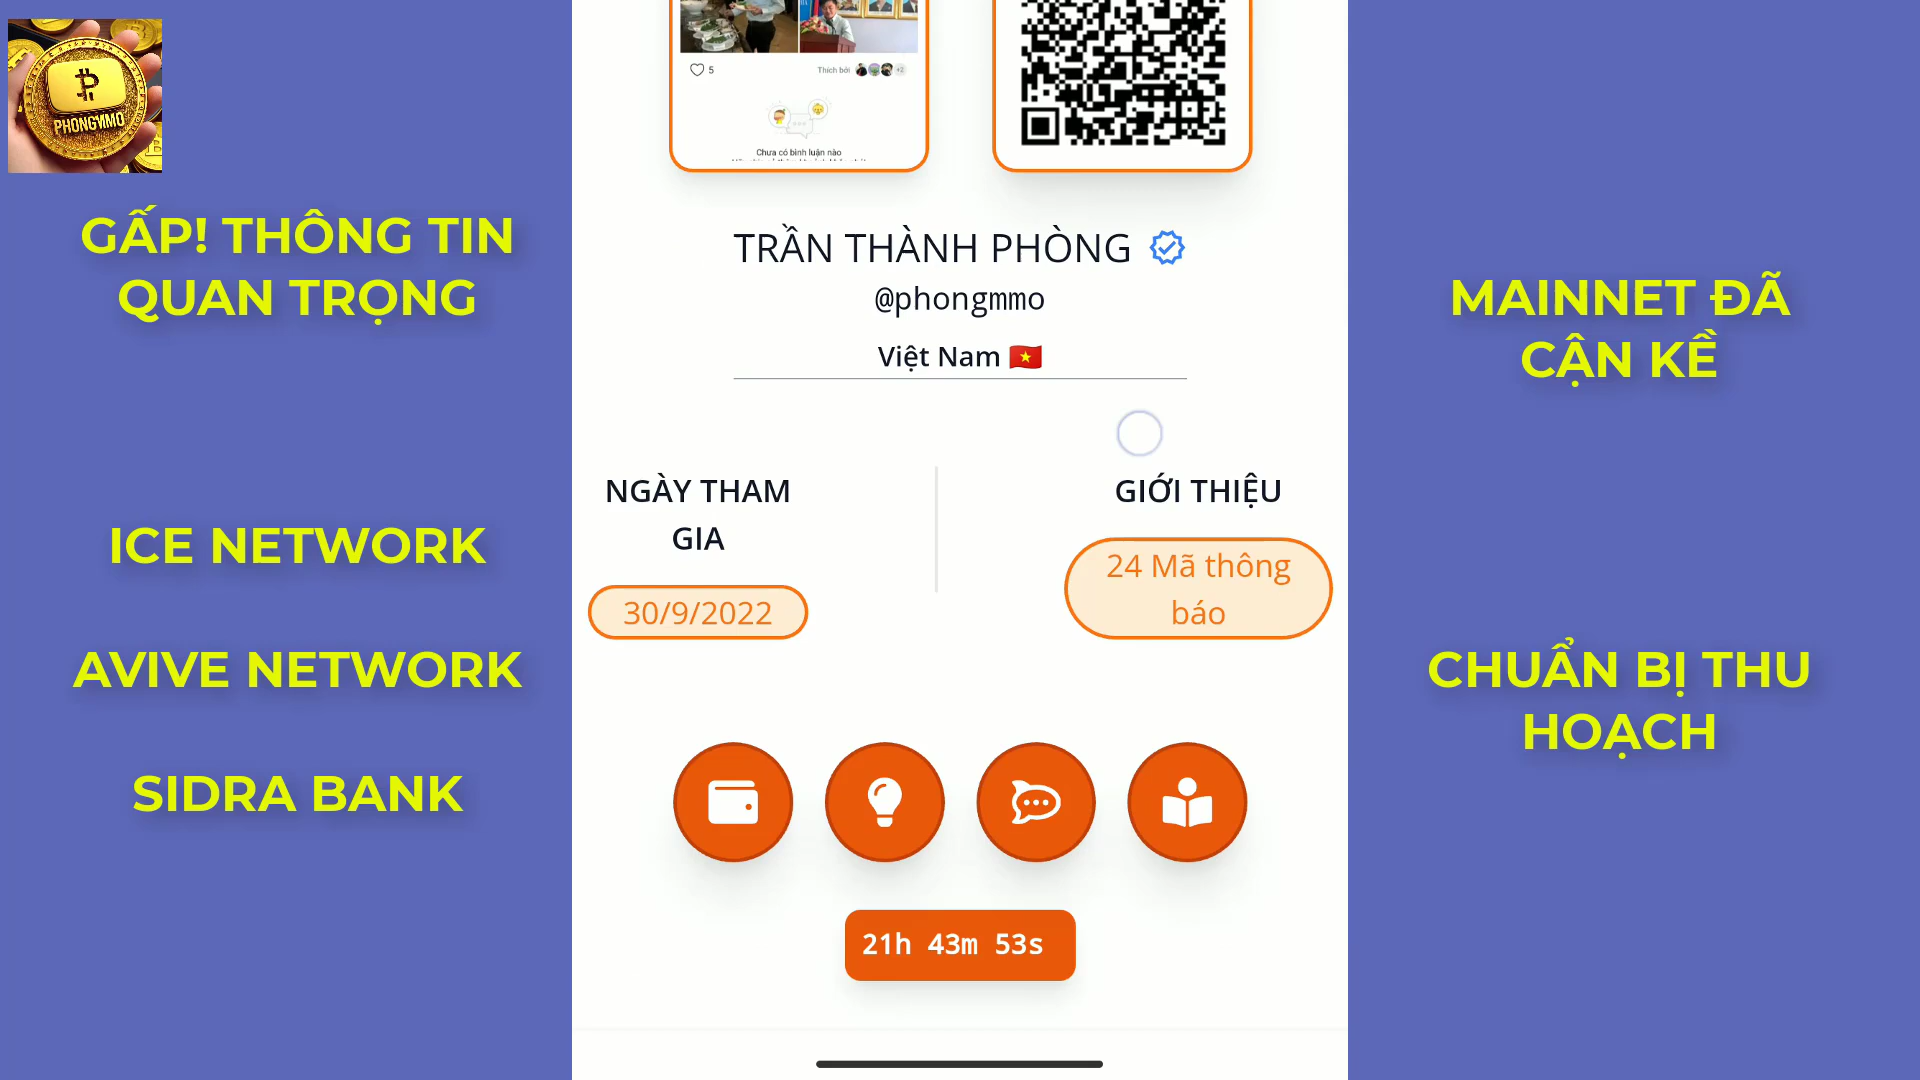 PHONGMMO
GẤP! THÔNG TIN
QUAN TRỌNG
ICE NETWORK
AVIVE NETWORK
SIDRA BANK
5
Thích bởi
+2
Chưa có bình luận nào
TRẦN THÀNH PHÒNG
@phongmmo
Việt Nam
NGÀY THAM
GIA
30/9/2022
GIỚI THIỆU
24 Mã thông
báo
21h 43m 53s
MAINNET ĐÃ
CẬN KỀ
CHUẨN BỊ THU
HOẠCH